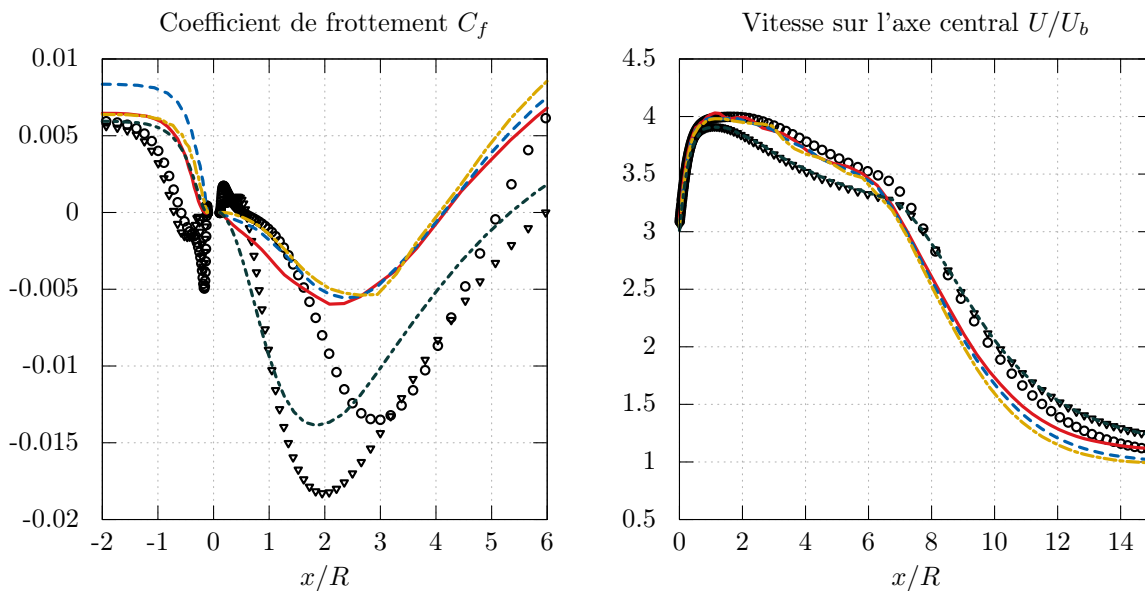 Coefficient de frottement C_f
0.01
0.005
0
-0.005
-0.01
-0.015
-0.02
-2 -1 0 1 2 3 4 5 6
x/R
Vitesse sur l'axe central U/U_b
4.5
4
3.5
3
2.5
2
1.5
1
0.5
0 2 4 6 8 10 12 14
x/R